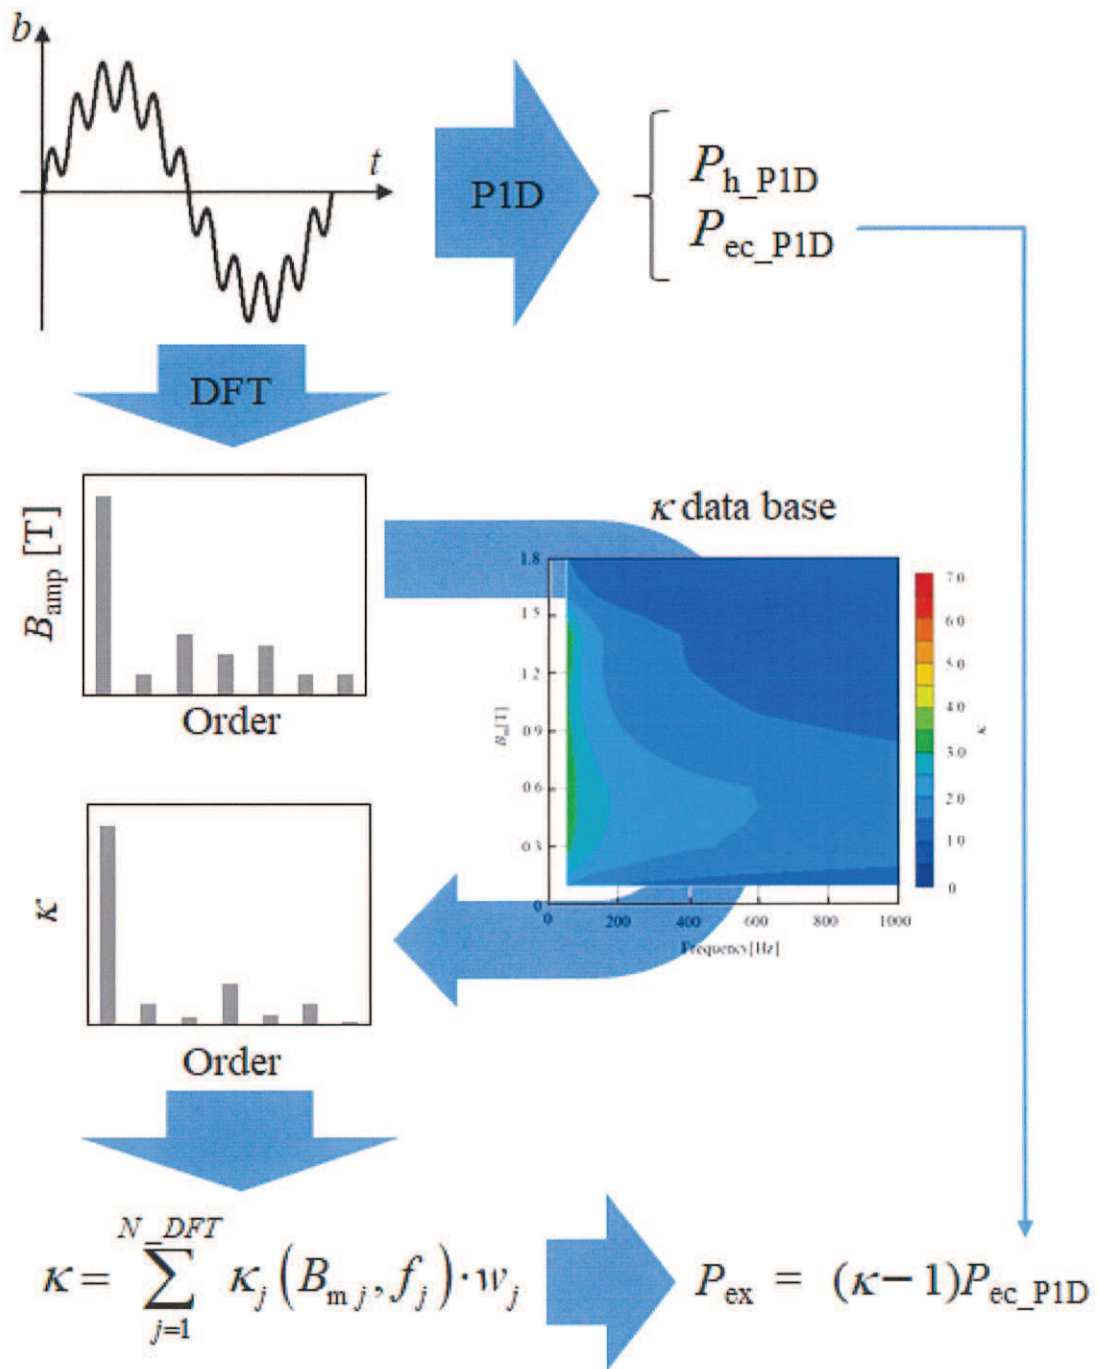 b
t
P1D
P_h_P1D
P_ec_P1D
DFT
B_amp [T]
Order
κ data base
1.8
1.5
1.2
0.9
0.6
0.3
0
B_m[T]
0
200
400
600
800
1000
Frequency[Hz]
7.0
6.0
5.0
4.0
3.0
2.0
1.0
0
κ
κ
Order
κ = ∑_{j=1}^{N_DFT} κ_j (B_{m j}, f_j) · w_j
P_ex = (κ−1)P_ec_P1D